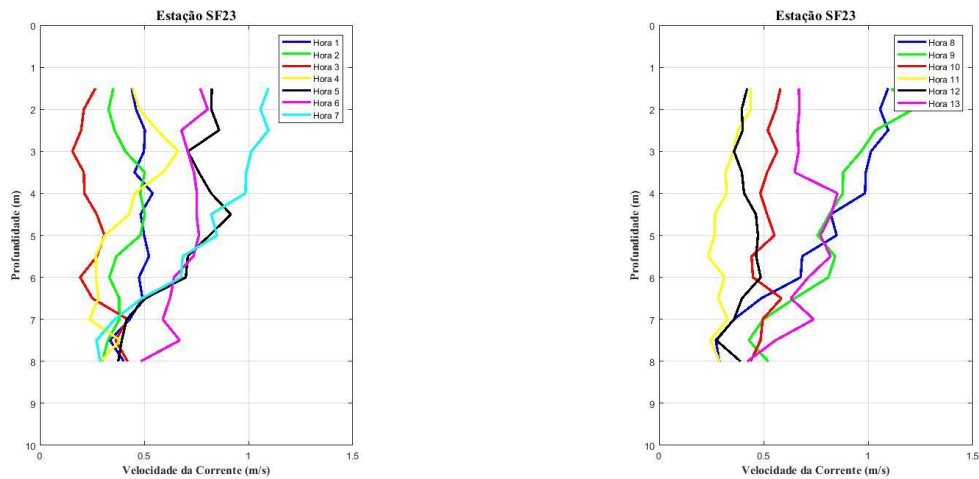 Estação SF23
0
1
2
3
4
5
6
7
8
9
10
Profundidade (m)
Hora 1
Hora 2
Hora 3
Hora 4
Hora 5
Hora 6
Hora 7
0
0.5
1
1.5
Velocidade da Corrente (m/s)
Estação SF23
0
1
2
3
4
5
6
7
8
9
10
Profundidade (m)
Hora 8
Hora 9
Hora 10
Hora 11
Hora 12
Hora 13
0
0.5
1
1.5
Velocidade da Corrente (m/s)